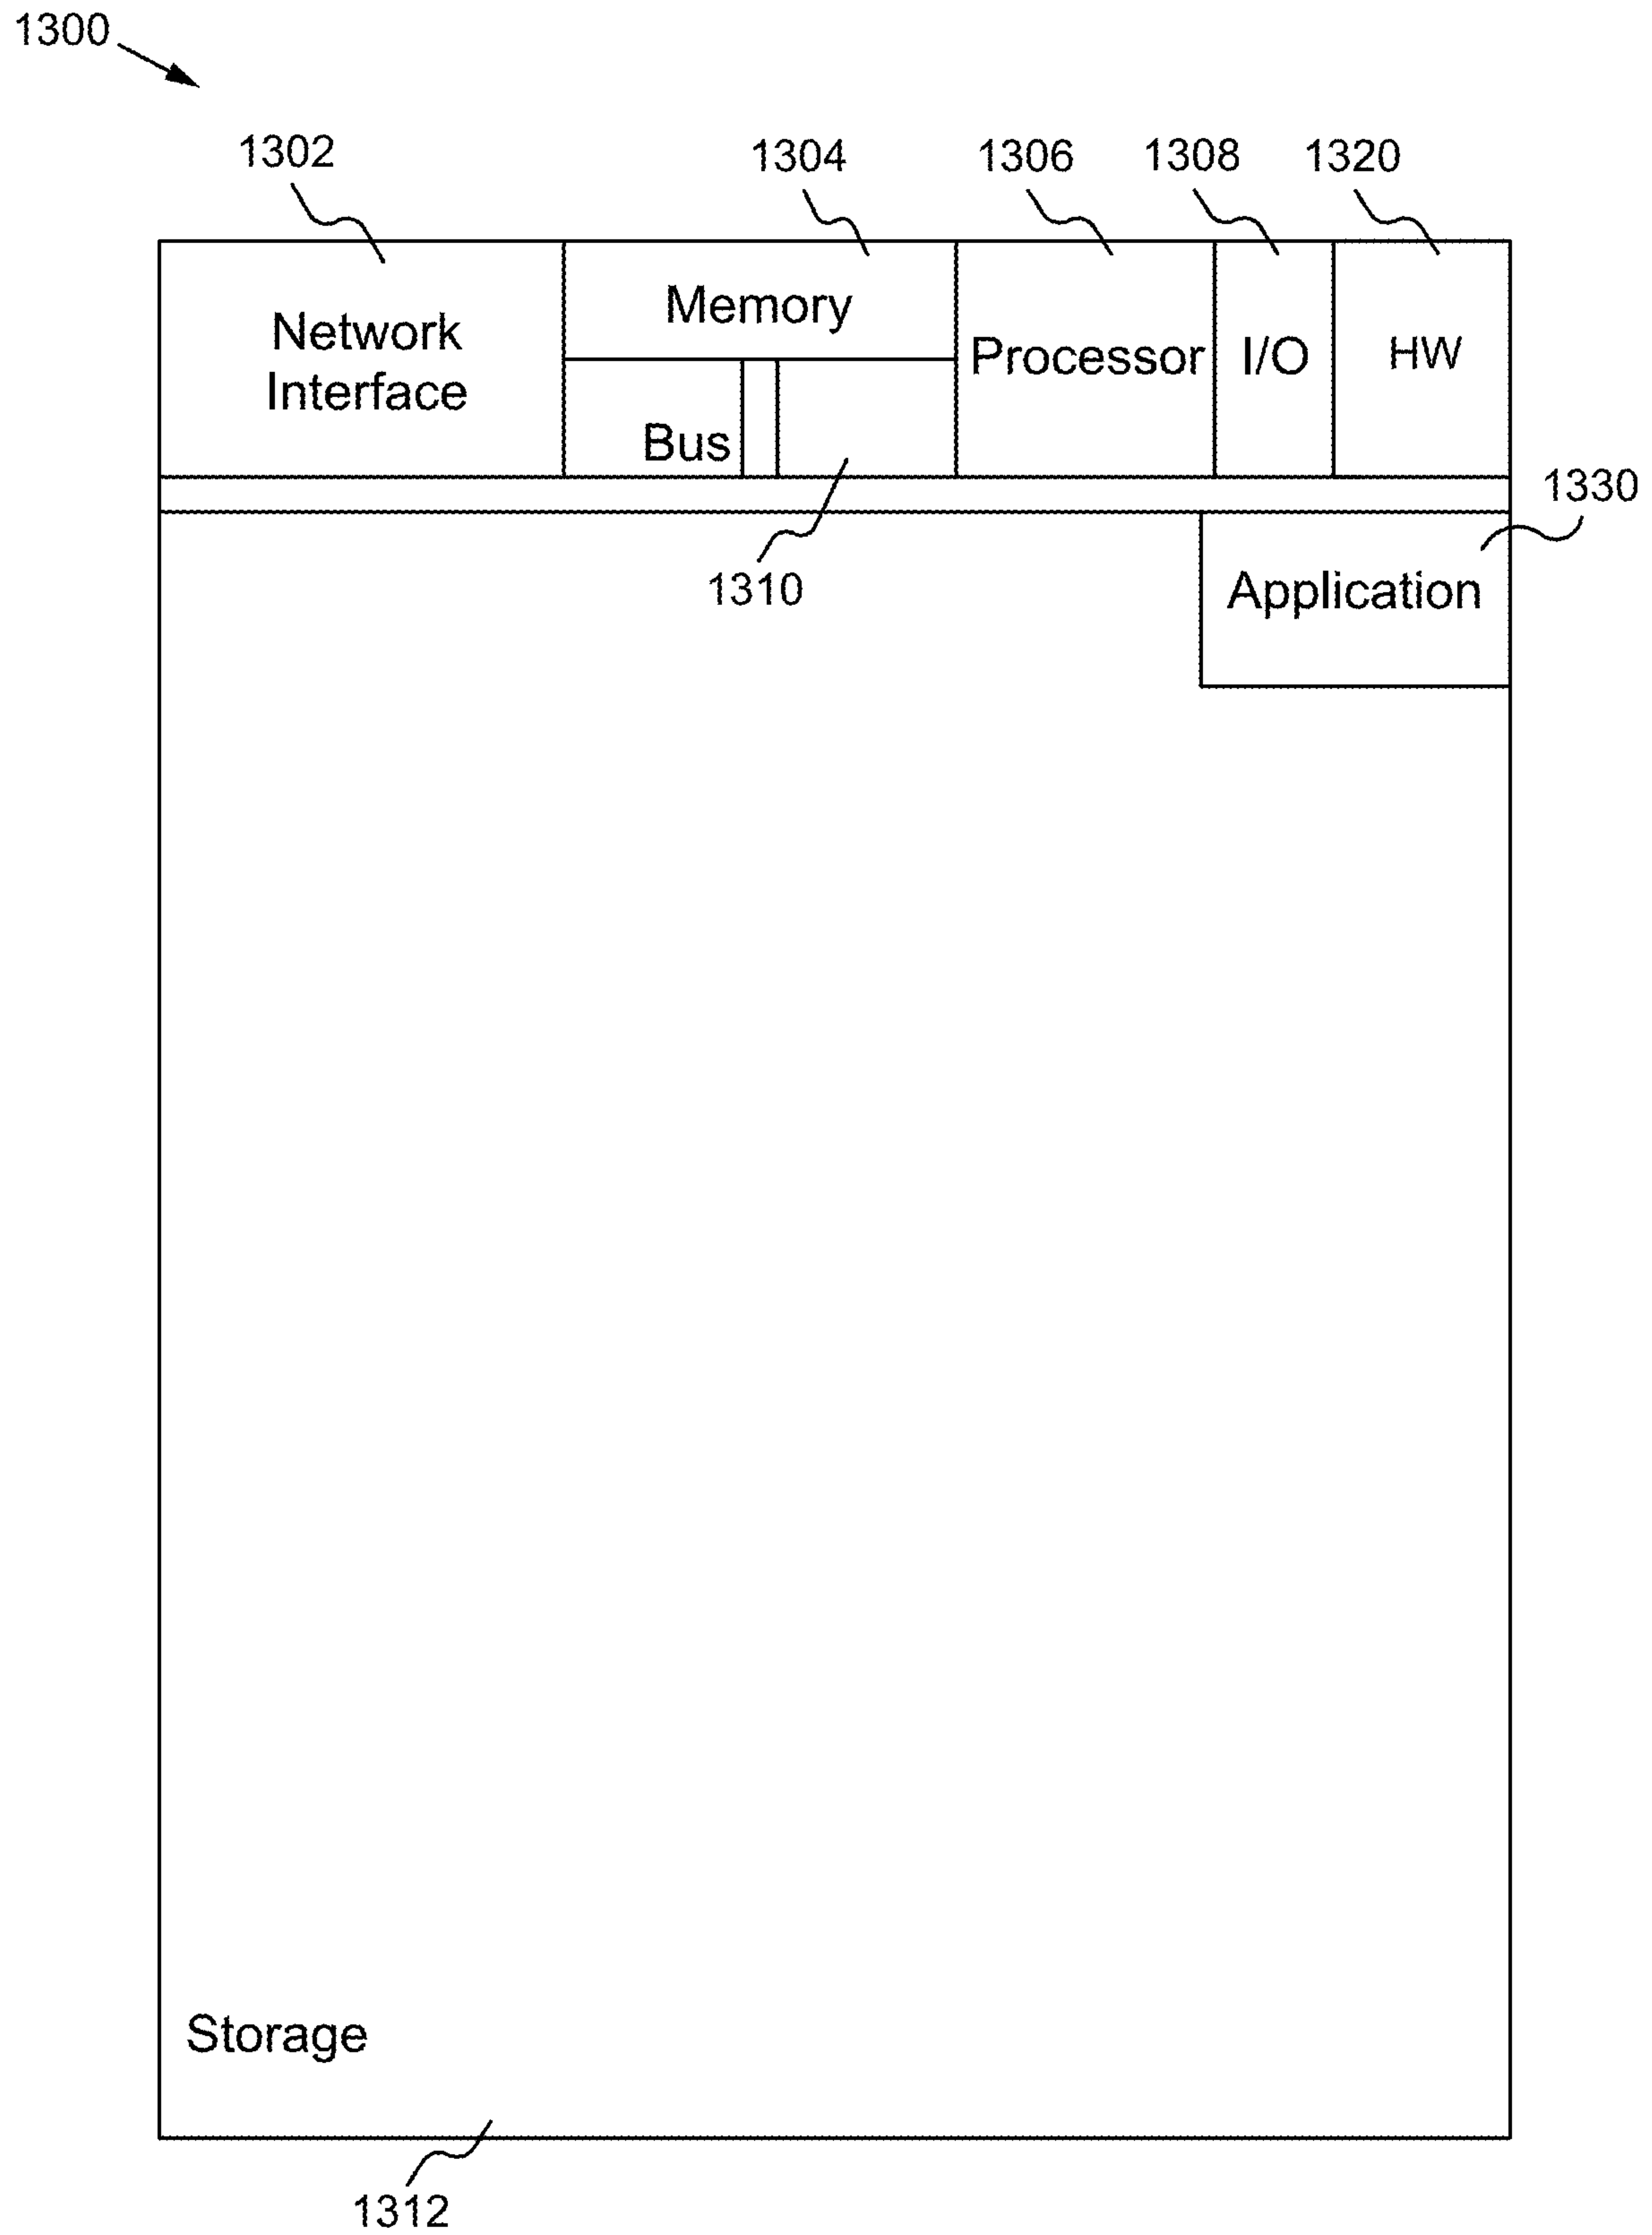 1300
1302
1304
1306
1308
1320
Network
Interface
Memory
Bus
Processor
I/O
HW
1330
1310
Application
Storage
1312